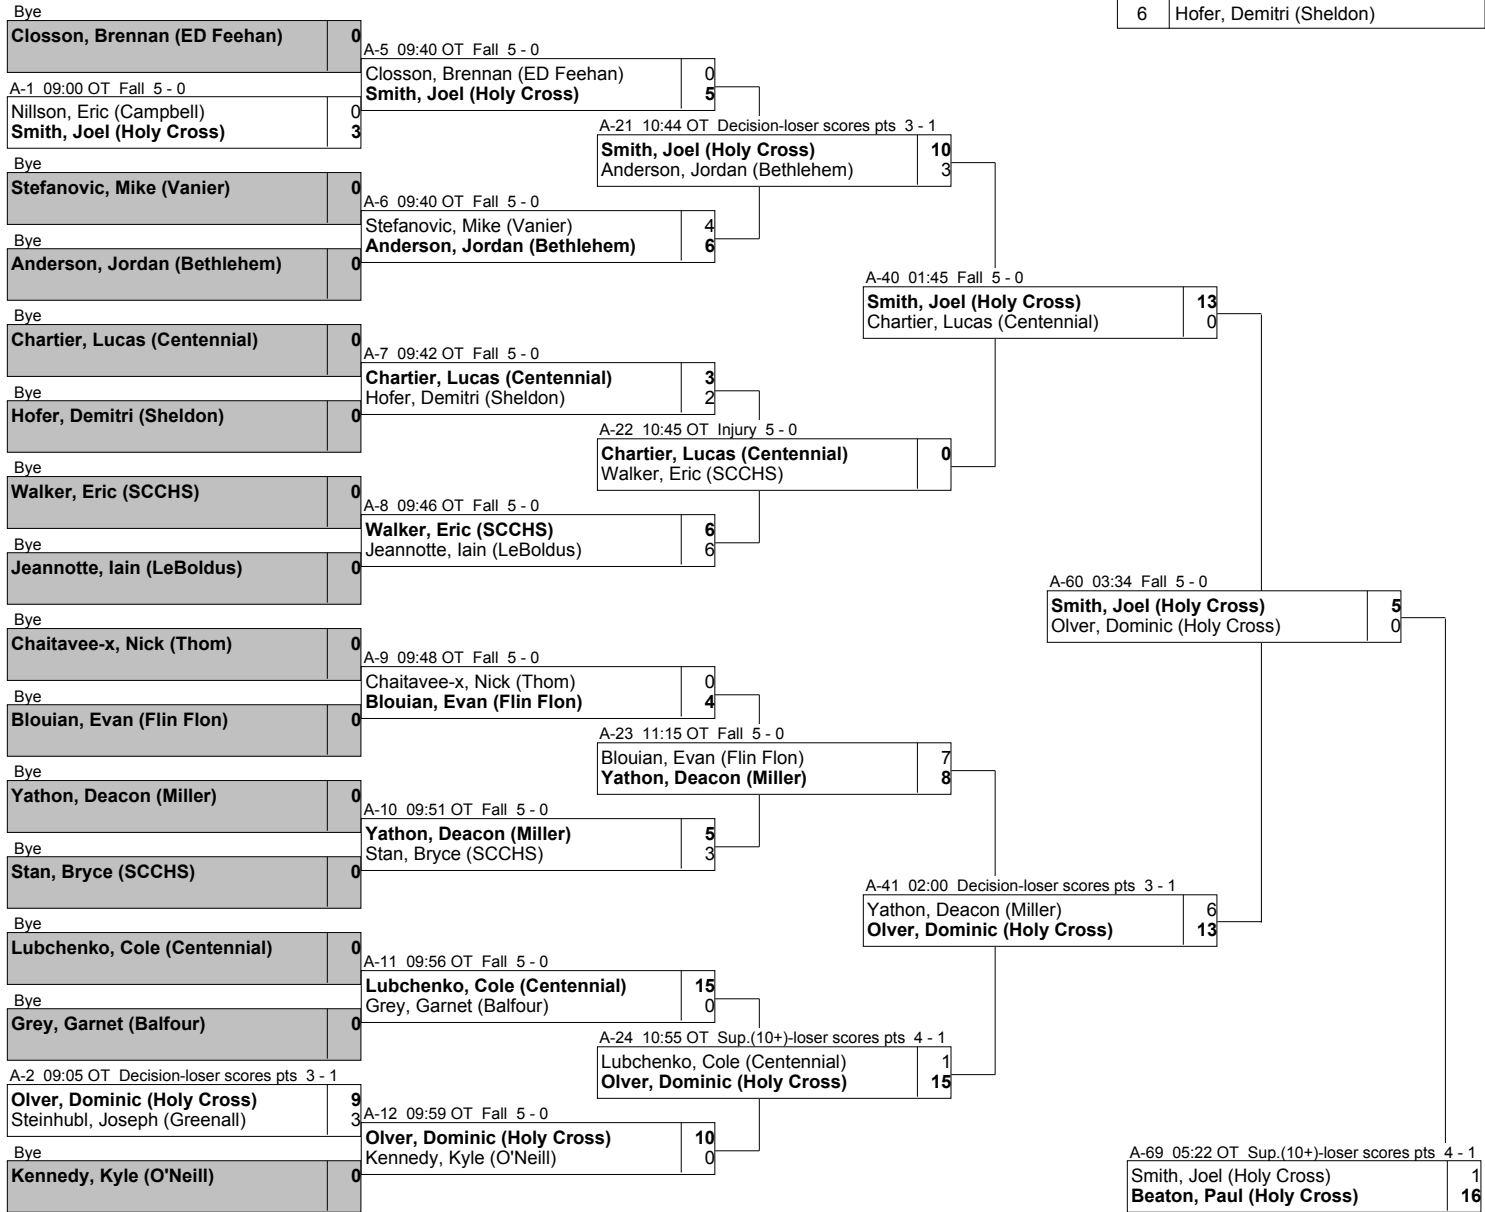 6 Hofer, Demitri (Sheldon)
Bye
Closson, Brennan (ED Feehan) 0
A-1 09:00 OT Fall 5 - 0
Nillson, Eric (Campbell) 0
Smith, Joel (Holy Cross) 3
Bye
Stefanovic, Mike (Vanier) 0
Bye
Anderson, Jordan (Bethlehem) 0
Bye
Chartier, Lucas (Centennial) 0
Bye
Hofer, Demitri (Sheldon) 0
Bye
Walker, Eric (SCCHS) 0
Bye
Jeannotte, Iain (LeBoldus) 0
Bye
Chaitavee-x, Nick (Thom) 0
Bye
Blouian, Evan (Flin Flon) 0
Bye
Yathon, Deacon (Miller) 0
Bye
Stan, Bryce (SCCHS) 0
Bye
Lubchenko, Cole (Centennial) 0
Bye
Grey, Garnet (Balfour) 0
A-2 09:05 OT Decision-loser scores pts 3 - 1
Olver, Dominic (Holy Cross) 9
Steinhubl, Joseph (Greenall) 3
Bye
Kennedy, Kyle (O'Neill) 0
A-5 09:40 OT Fall 5 - 0
Closson, Brennan (ED Feehan) 0
Smith, Joel (Holy Cross) 5
A-6 09:40 OT Fall 5 - 0
Stefanovic, Mike (Vanier) 4
Anderson, Jordan (Bethlehem) 6
A-7 09:42 OT Fall 5 - 0
Chartier, Lucas (Centennial) 3
Hofer, Demitri (Sheldon) 2
A-8 09:46 OT Fall 5 - 0
Walker, Eric (SCCHS) 6
Jeannotte, Iain (LeBoldus) 6
A-9 09:48 OT Fall 5 - 0
Chaitavee-x, Nick (Thom) 0
Blouian, Evan (Flin Flon) 4
A-10 09:51 OT Fall 5 - 0
Yathon, Deacon (Miller) 5
Stan, Bryce (SCCHS) 3
A-11 09:56 OT Fall 5 - 0
Lubchenko, Cole (Centennial) 15
Grey, Garnet (Balfour) 0
A-12 09:59 OT Fall 5 - 0
Olver, Dominic (Holy Cross) 10
Kennedy, Kyle (O'Neill) 0
A-21 10:44 OT Decision-loser scores pts 3 - 1
Smith, Joel (Holy Cross) 10
Anderson, Jordan (Bethlehem) 3
A-22 10:45 OT Injury 5 - 0
Chartier, Lucas (Centennial) 0
Walker, Eric (SCCHS)
A-23 11:15 OT Fall 5 - 0
Blouian, Evan (Flin Flon) 7
Yathon, Deacon (Miller) 8
A-24 10:55 OT Sup.(10+)-loser scores pts 4 - 1
Lubchenko, Cole (Centennial) 1
Olver, Dominic (Holy Cross) 15
A-40 01:45 Fall 5 - 0
Smith, Joel (Holy Cross) 13
Chartier, Lucas (Centennial) 0
A-41 02:00 Decision-loser scores pts 3 - 1
Yathon, Deacon (Miller) 6
Olver, Dominic (Holy Cross) 13
A-60 03:34 Fall 5 - 0
Smith, Joel (Holy Cross) 5
Olver, Dominic (Holy Cross) 0
A-69 05:22 OT Sup.(10+)-loser scores pts 4 - 1
Smith, Joel (Holy Cross) 1
Beaton, Paul (Holy Cross) 16